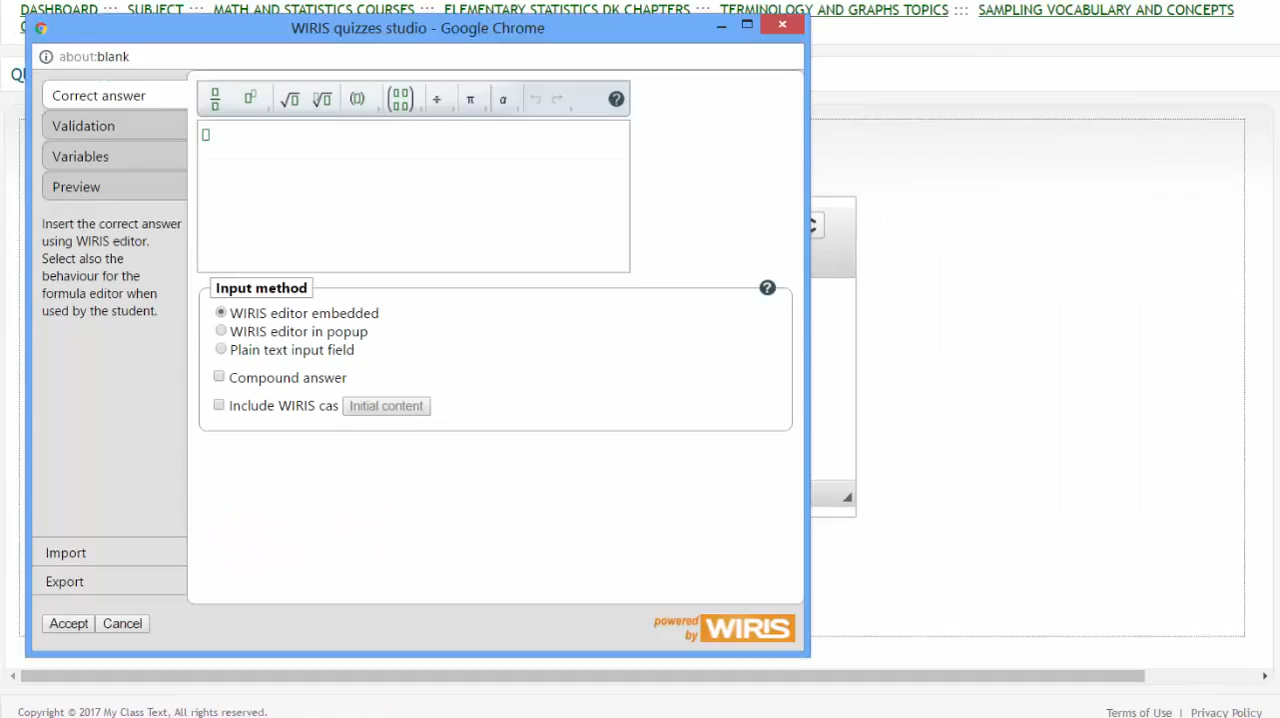 DASHBOARD ::: SUBJECT ::: MATH AND STATISTICS COURSES ::: ELEMENTARY STATISTICS DK CHAPTERS ::: TERMINOLOGY AND GRAPHS TOPICS ::: SAMPLING VOCABULARY AND CONCEPTS
WIRIS quizzes studio - Google Chrome
about:blank
Correct answer
Validation
Variables
Preview
Insert the correct answer
using WIRIS editor.
Select also the
behaviour for the
formula editor when
used by the student.
Input method
WIRIS editor embedded
WIRIS editor in popup
Plain text input field
Compound answer
Include WIRIS cas Initial content
Import
Export
Accept Cancel
powered
by WIRIS
Copyright © 2017 My Class Text, All rights reserved.
Terms of Use | Privacy Policy